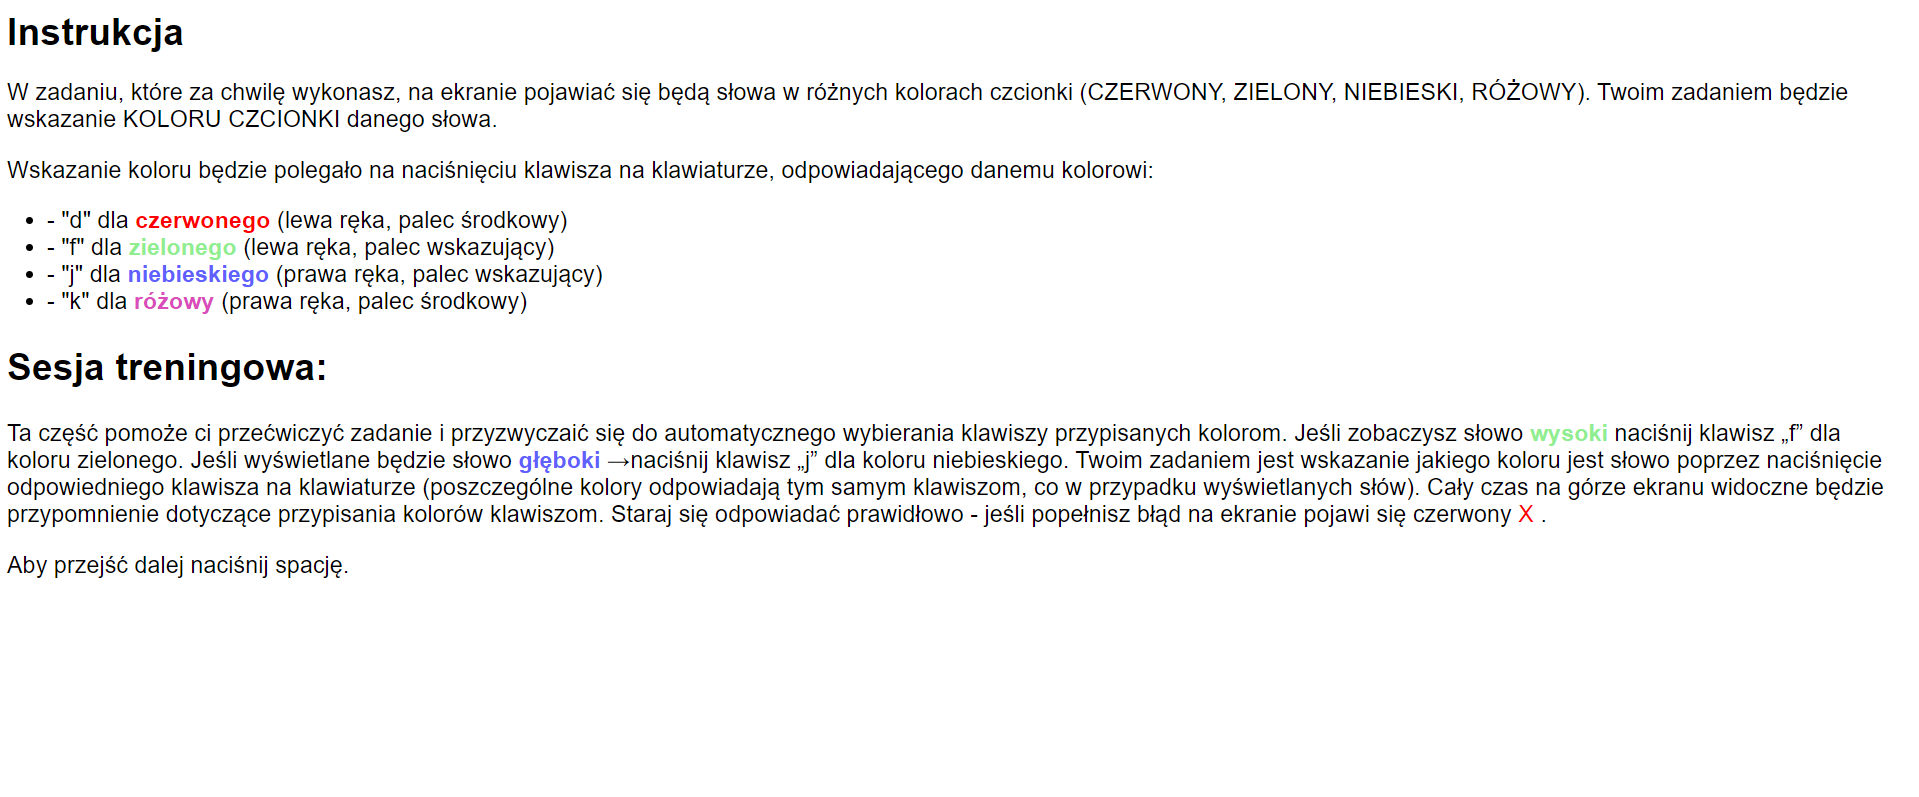 Instrukcja
W zadaniu, które za chwilę wykonasz, na ekranie pojawiać się będą słowa w różnych kolorach czcionki (CZERWONY, ZIELONY, NIEBIESKI, RÓŻOWY). Twoim zadaniem będzie
wskazanie KOLORU CZCIONKI danego słowa.
Wskazanie koloru będzie polegało na naciśnięciu klawisza na klawiaturze, odpowiadającego danemu kolorowi:
• - "d" dla czerwonego (lewa ręka, palec środkowy)
• - "f" dla zielonego (lewa ręka, palec wskazujący)
• - "j" dla niebieskiego (prawa ręka, palec wskazujący)
• - "k" dla różowy (prawa ręka, palec środkowy)
Sesja treningowa:
Ta część pomoże ci przećwiczyć zadanie i przyzwyczaić się do automatycznego wybierania klawiszy przypisanych kolorom. Jeśli zobaczysz słowo wysoki naciśnij klawisz „f” dla
koloru zielonego. Jeśli wyświetlane będzie słowo głęboki →naciśnij klawisz „j” dla koloru niebieskiego. Twoim zadaniem jest wskazanie jakiego koloru jest słowo poprzez naciśnięcie
odpowiedniego klawisza na klawiaturze (poszczególne kolory odpowiadają tym samym klawiszom, co w przypadku wyświetlanych słów). Cały czas na górze ekranu widoczne będzie
przypomnienie dotyczące przypisania kolorów klawiszom. Staraj się odpowiadać prawidłowo - jeśli popełnisz błąd na ekranie pojawi się czerwony X .
Aby przejść dalej naciśnij spację.